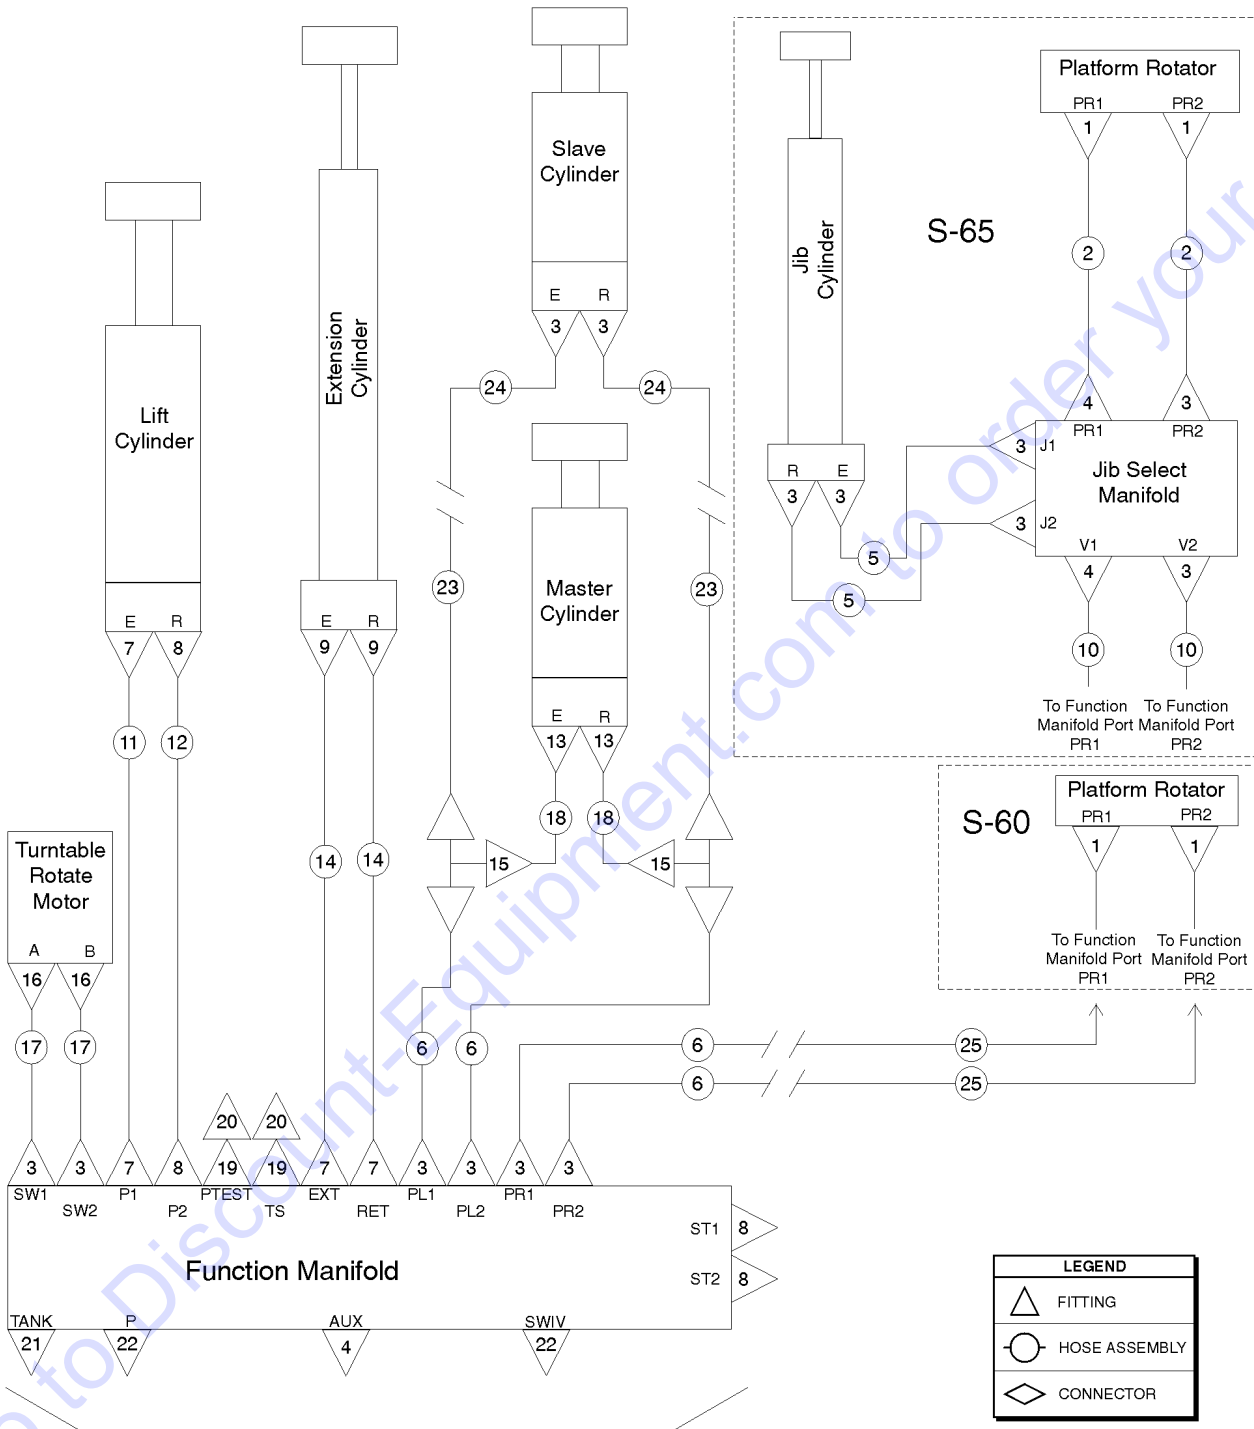 Slave
Cylinder
E R
3 3
24 24
Extension
Cylinder
E R
9 9
14 14
Lift
Cylinder
E R
7 8
11 12
23 23
Master
Cylinder
E R
13 13
18 18
15 15
Turntable
Rotate
Motor
A B
16 16
17 17
S-65
Jib
Cylinder
R E
3 3
5
5
Platform Rotator
PR1 PR2
1 1
2 2
4 3
PR1 PR2
3 J1
Jib Select
Manifold
3 J2
V1 V2
4 3
10 10
To Function
Manifold Port
PR1
To Function
Manifold Port
PR2
S-60
Platform Rotator
PR1 PR2
1 1
To Function
Manifold Port
PR1
To Function
Manifold Port
PR2
6 6
6 25
6 25
20 20
3 3 7 8 19 19 7 7 3 3 3 3
SW1 P1 PTEST EXT PL1 PR1
SW2 P2 TS RET PL2 PR2
ST1 8
Function Manifold
ST2 8
TANK P AUX SWIV
21 22 4 22
LEGEND
FITTING
HOSE ASSEMBLY
CONNECTOR
to Discount-Equipment.com to order your